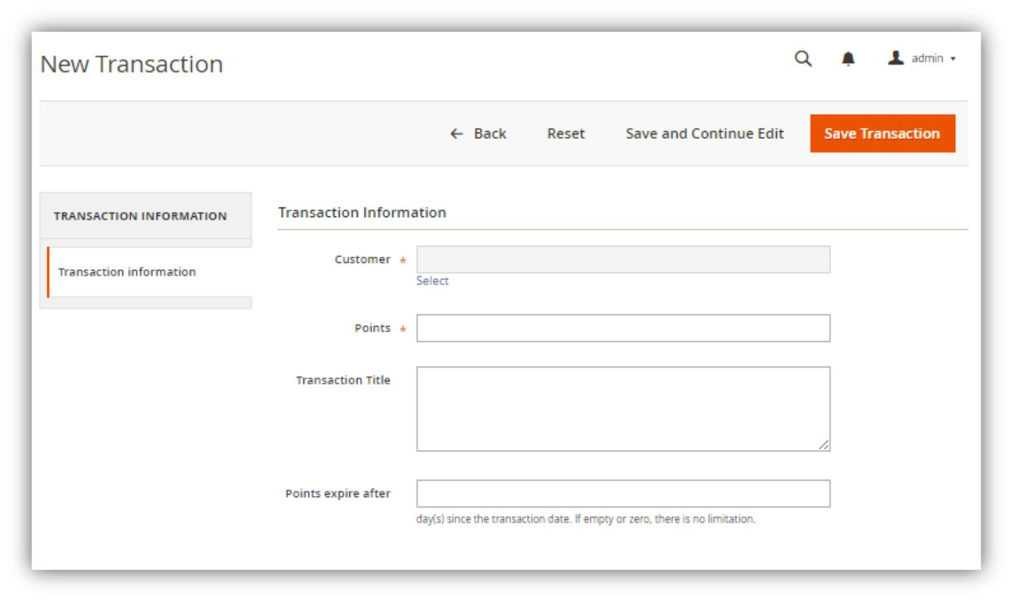 New Transaction
admin
Back
Reset
Save and Continue Edit
Save Transaction
TRANSACTION INFORMATION
Transaction information
Transaction Information
Customer *
Select
Points *
Transaction Title
Points expire after
day(s) since the transaction date. If empty or zero, there is no limitation.